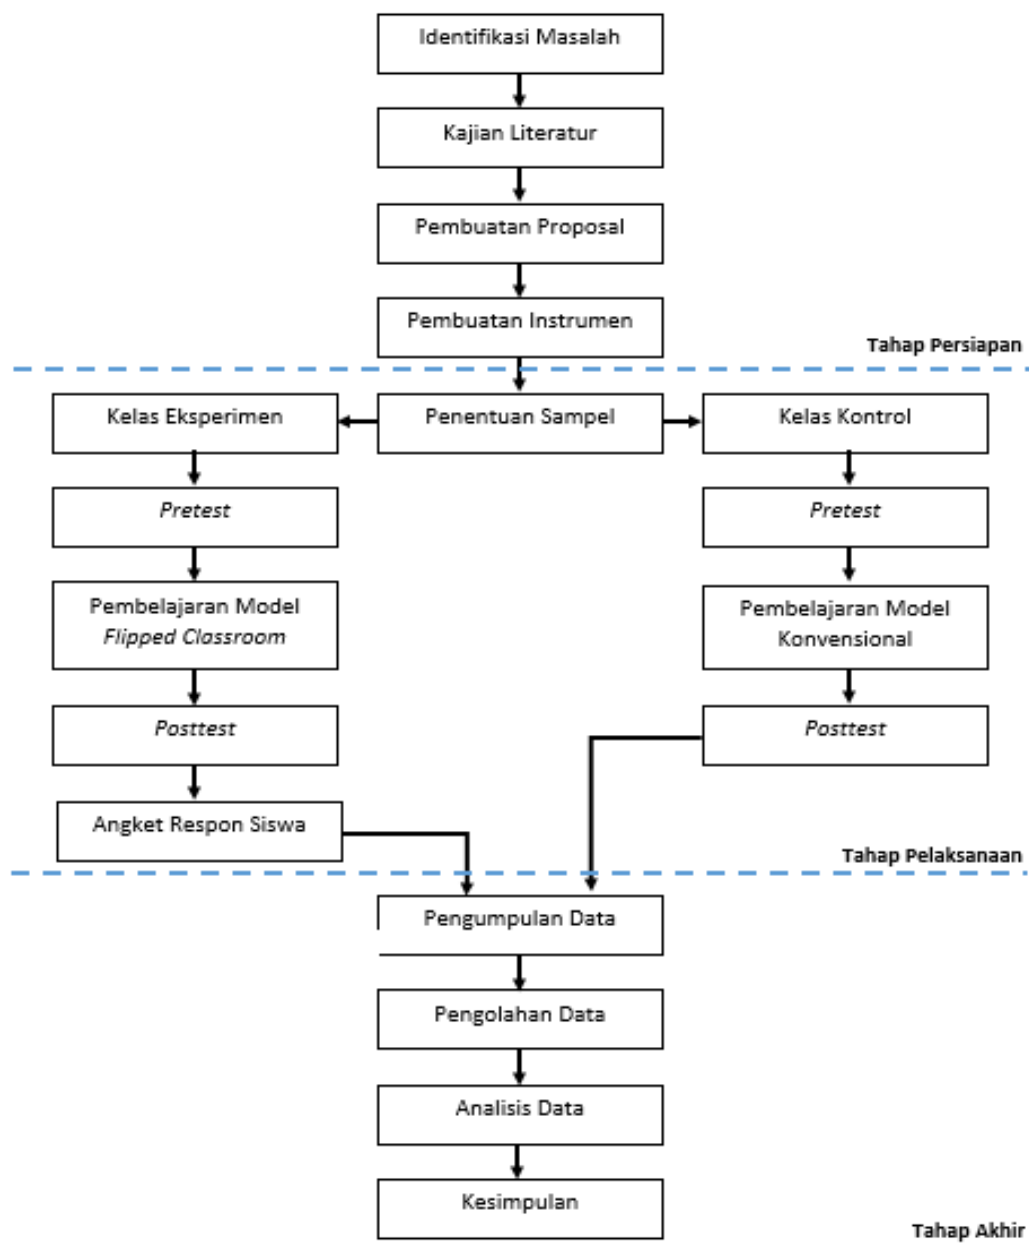 Identifikasi Masalah
Kajian Literatur
Pembuatan Proposal
Pembuatan Instrumen
Tahap Persiapan
Kelas Eksperimen
Penentuan Sampel
Kelas Kontrol
Pretest
Pretest
Pembelajaran Model
Flipped Classroom
Pembelajaran Model
Konvensional
Posttest
Posttest
Angket Respon Siswa
Tahap Pelaksanaan
Pengumpulan Data
Pengolahan Data
Analisis Data
Kesimpulan
Tahap Akhir